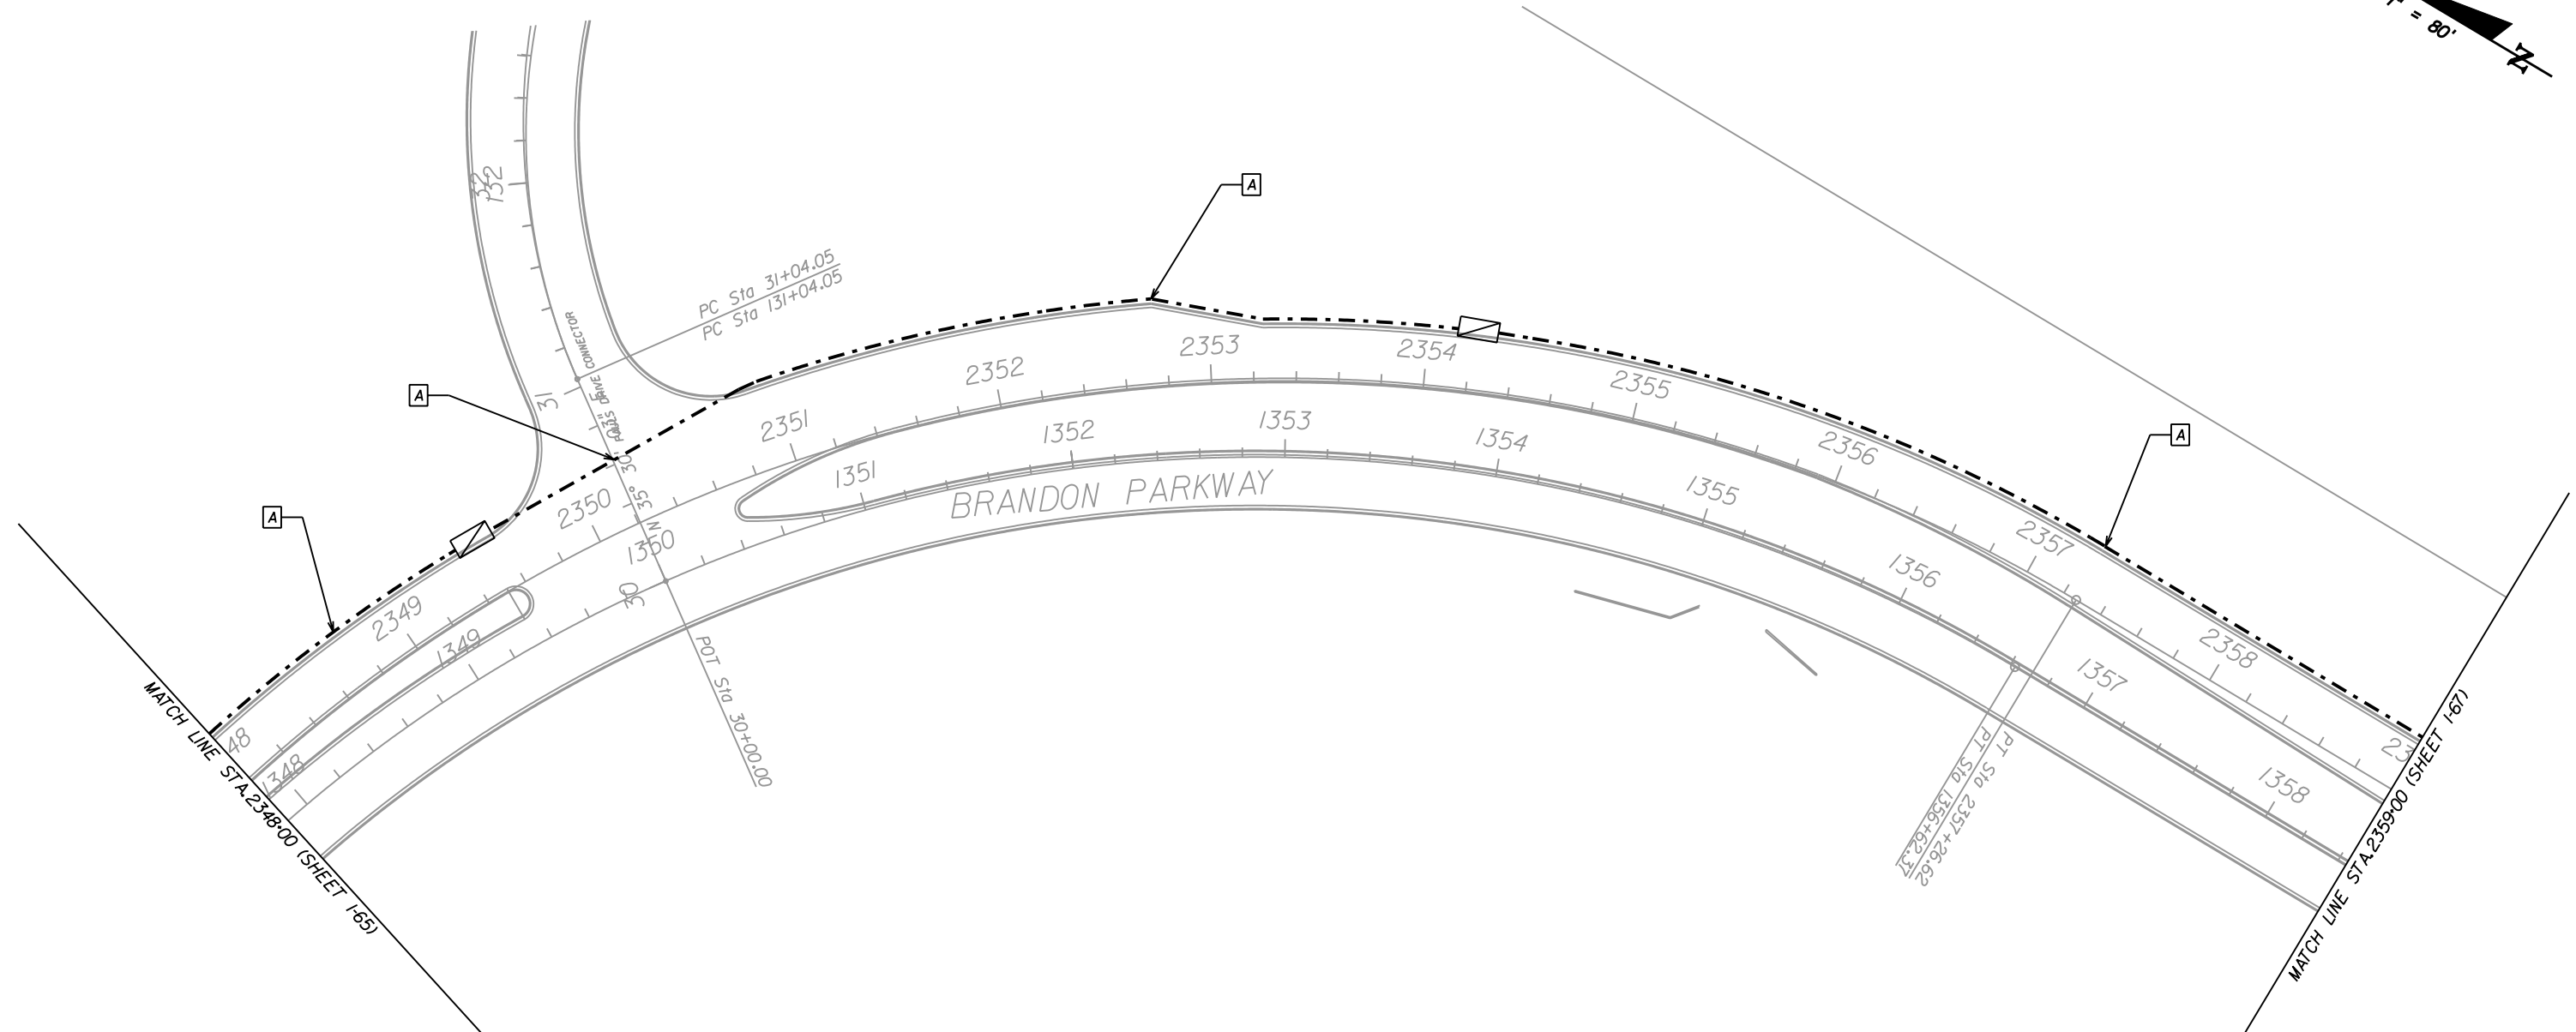 = 80'
N
132
A
PC Sta 31+04.05
PC Sta 131+04.05
DRIVE CONNECTOR
31
A
2352
2353
2354
2355
2356
2357
2358
A
2351
2350
2349
48
A
1351
1352
1353
1354
1355
1356
1357
1358
BRANDON PARKWAY
1350
1349
1348
N 35° 30'
30
POT Sta 30+00.00
PT Sta 2357+26.62
PT Sta 1356+62.37
23
MATCH LINE STA.2348+00 (SHEET I-65)
MATCH LINE STA.2359+00 (SHEET I-67)